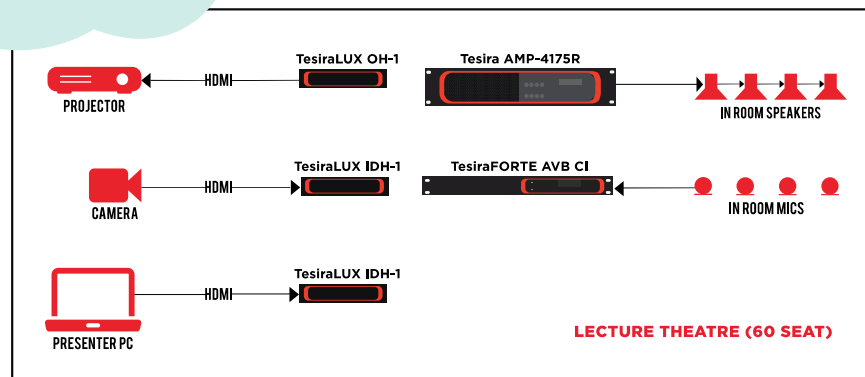 TesiraLUX OH-1
Tesira AMP-4175R
HDMI
PROJECTOR
IN ROOM SPEAKERS
TesiraLUX IDH-1
TesiraFORTE AVB CI
HDMI
CAMERA
IN ROOM MICS
TesiraLUX IDH-1
HDMI
PRESENTER PC
LECTURE THEATRE (60 SEAT)